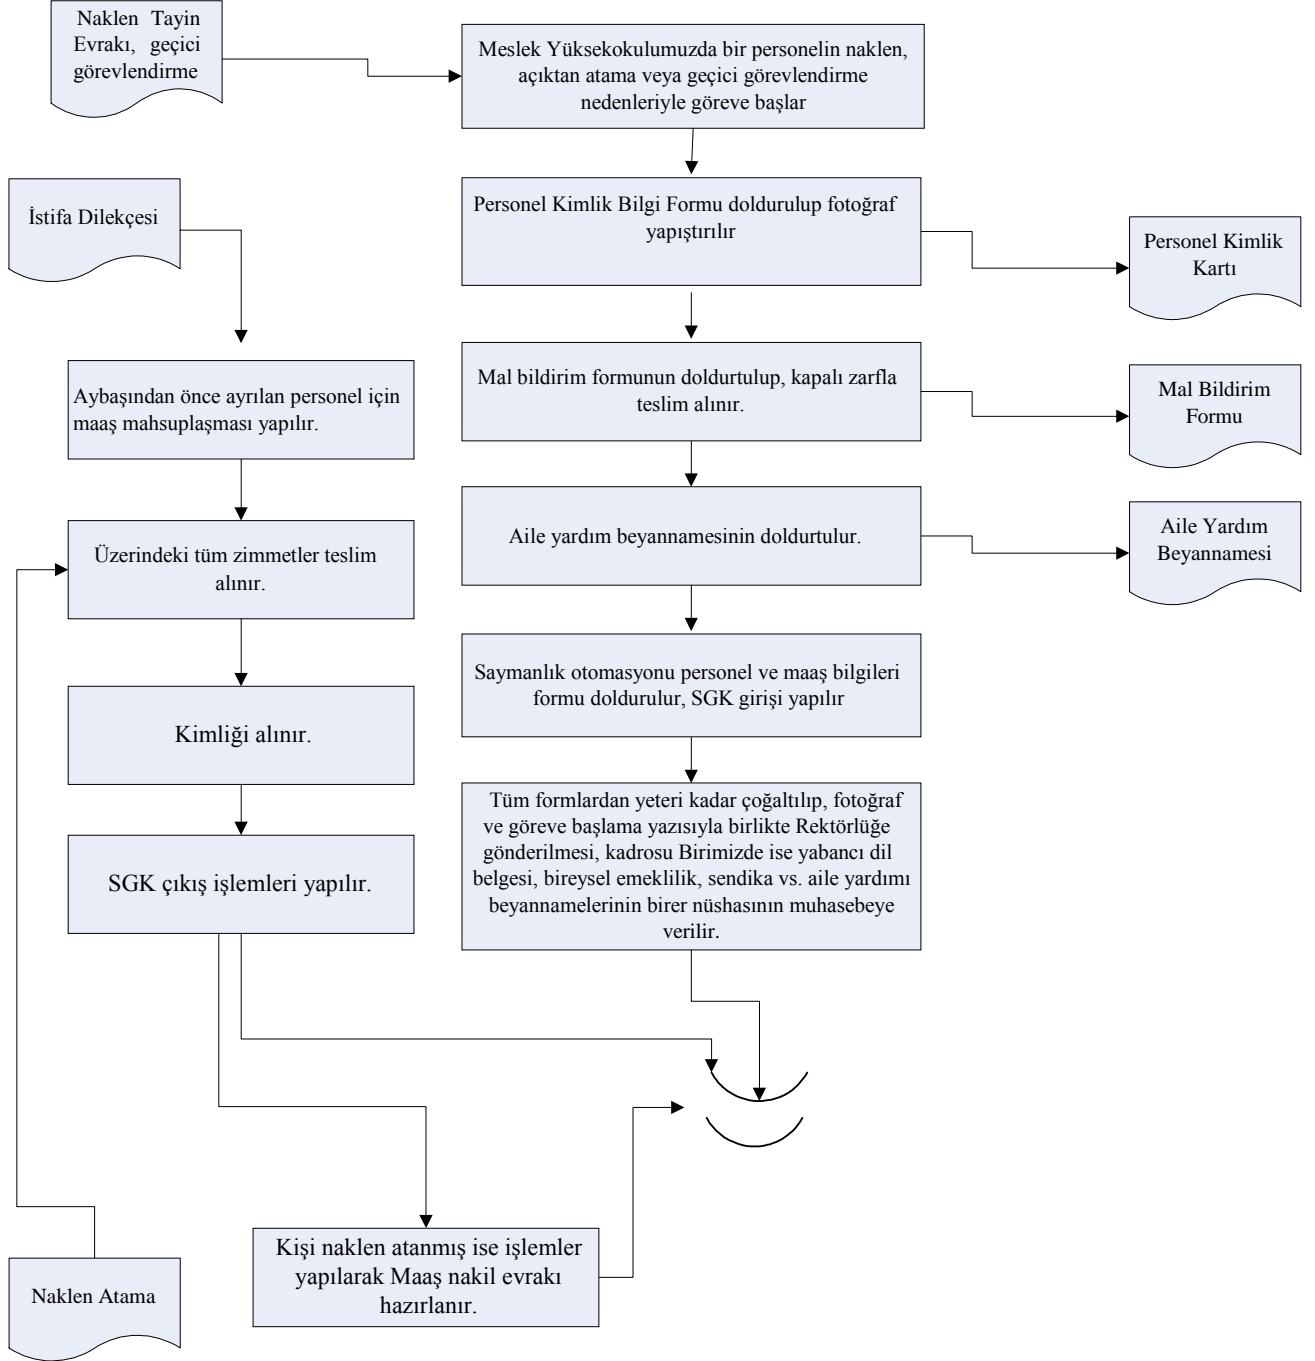 Naklen Tayin
Evrakı, geçici
görevlendirme
Meslek Yüksekokulumuzda bir personelin naklen,
açıktan atama veya geçici görevlendirme
nedenleriyle göreve başlar
İstifa Dilekçesi
Personel Kimlik Bilgi Formu doldurulup fotoğraf
yapıştırılır
Personel Kimlik
Kartı
Aybaşından önce ayrılan personel için
maaş mahsuplaşması yapılır.
Mal bildirim formunun doldurtulup, kapalı zarfla
teslim alınır.
Mal Bildirim
Formu
Üzerindeki tüm zimmetler teslim
alınır.
Aile yardım beyannamesinin doldurtulur.
Aile Yardım
Beyannamesi
Kimliği alınır.
Saymanlık otomasyonu personel ve maaş bilgileri
formu doldurulur, SGK girişi yapılır
SGK çıkış işlemleri yapılır.
Tüm formlardan yeteri kadar çoğaltılıp, fotoğraf
ve göreve başlama yazısıyla birlikte Rektörlüğe
gönderilmesi, kadrosu Birimizde ise yabancı dil
belgesi, bireysel emeklilik, sendika vs. aile yardımı
beyannamelerinin birer nüshasının muhasebeye
verilir.
Kişi naklen atanmış ise işlemler
yapılarak Maaş nakil evrakı
hazırlanır.
Naklen Atama